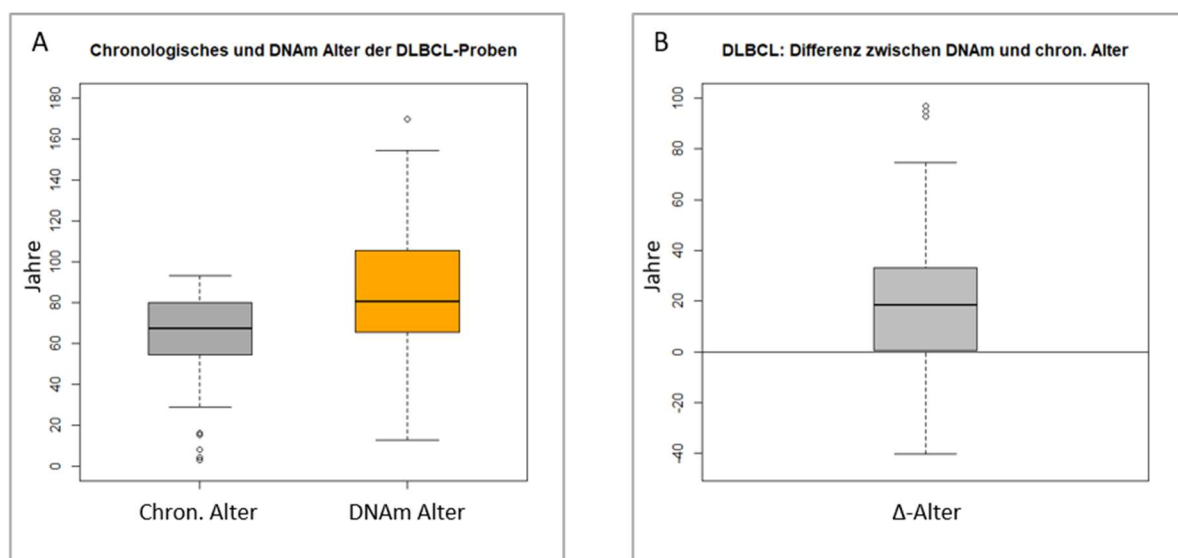 A
Chronologisches und DNAm Alter der DLBCL-Proben
180
160
140
120
100
80
60
40
20
0
Jahre
Chron. Alter
DNAm Alter
B
DLBCL: Differenz zwischen DNAm und chron. Alter
100
80
60
40
20
0
-20
-40
Jahre
Δ-Alter